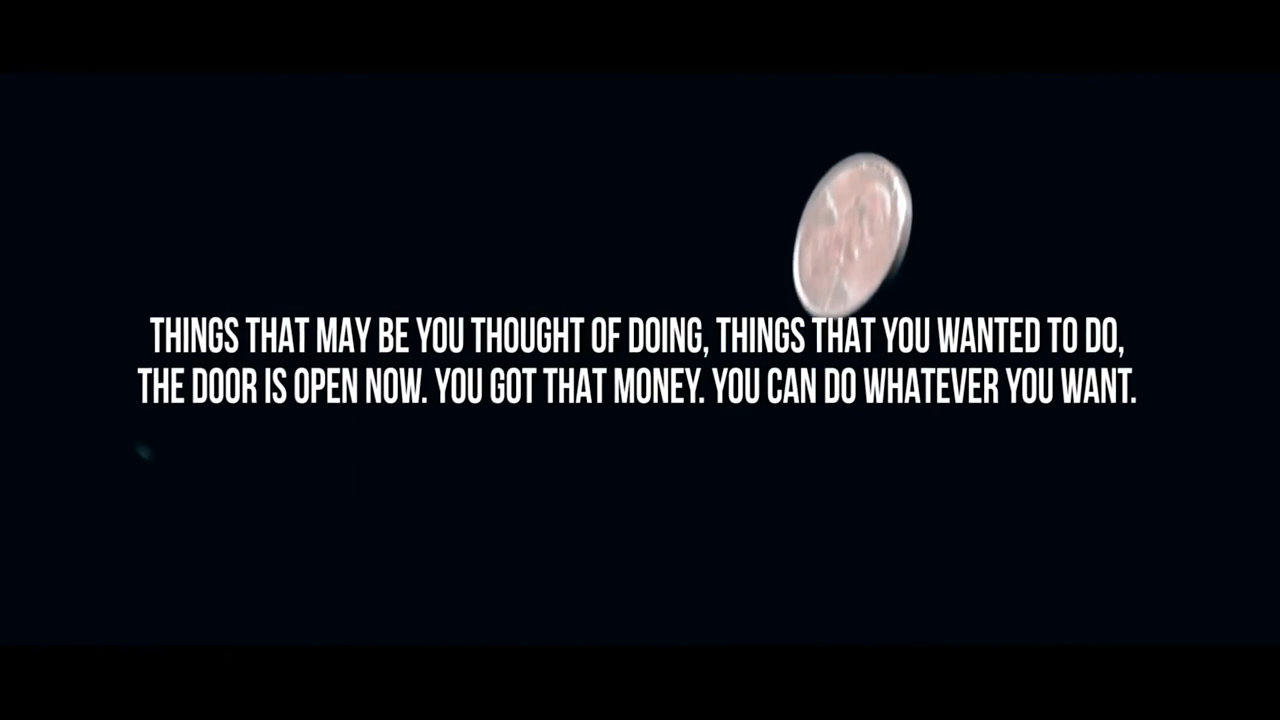 THINGS THAT MAY BE YOU THOUGHT OF DOING, THINGS THAT YOU WANTED TO DO,
THE DOOR IS OPEN NOW. YOU GOT THAT MONEY. YOU CAN DO WHATEVER YOU WANT.